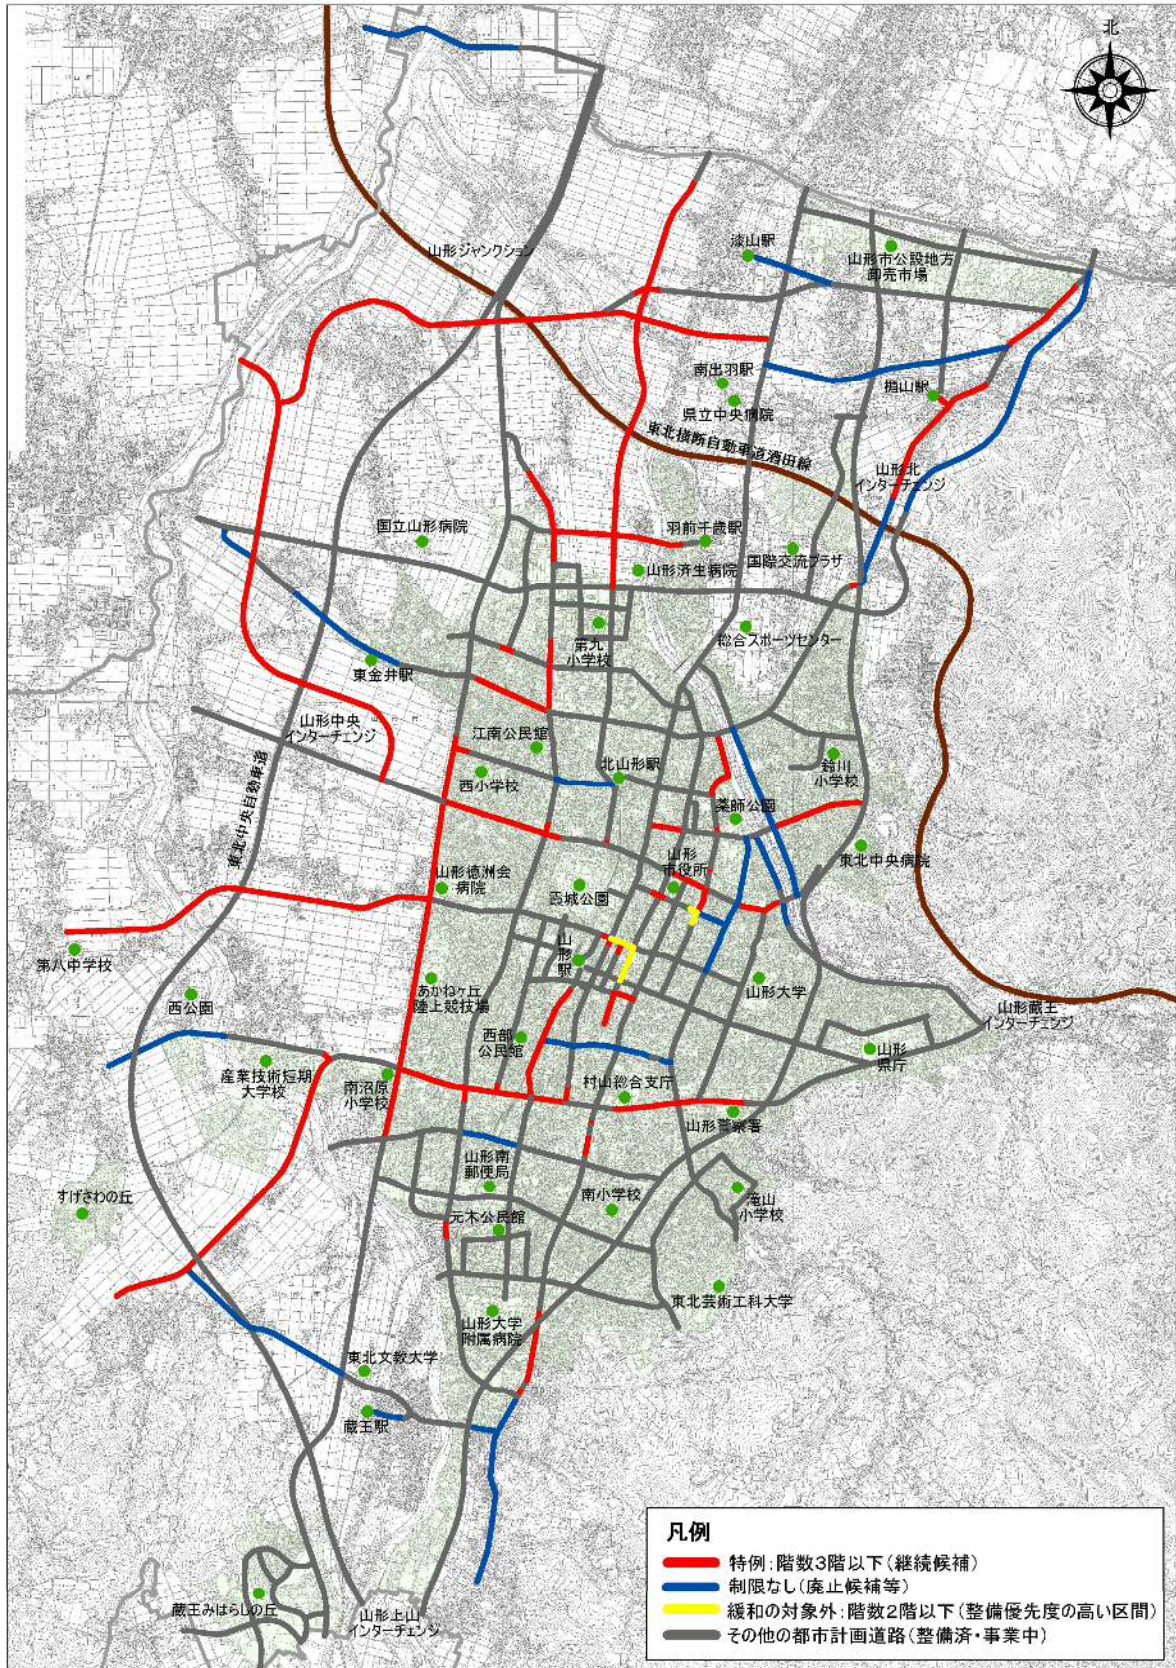 北
山形ジャンクション
漆山駅
山形市公設地方
卸売市場
南出羽駅
県立中央病院
楯山駅
東北横断自動車道酒田線
山形北
インターチェンジ
国立山形病院
羽前千歳駅
国際交流プラザ
山形済生病院
第九
小学校
総合スポーツセンター
東金井駅
山形中央
インターチェンジ
江南公民館
西小学校
北山形駅
鈴川
小学校
東北中央自動車道
薬師公園
東北中央病院
山形
市役所
山形徳洲会
病院
霞城公園
第八中学校
山形駅
西公園
あかねヶ丘
陸上競技場
山形大学
山形蔵王
インターチェンジ
西部
公民館
山形
県庁
産業技術短期
大学校
南沼原
小学校
村山総合支庁
山形警察署
山形南
郵便局
すげさわの丘
南小学校
滝山
小学校
元木公民館
東北芸術工科大学
山形大学
附属病院
東北文教大学
蔵王駅
蔵王みはらしの丘
山形上山
インターチェンジ
凡例
特例:階数3階以下(継続候補)
制限なし(廃止候補等)
緩和の対象外:階数2階以下(整備優先度の高い区間)
その他の都市計画道路(整備済・事業中)